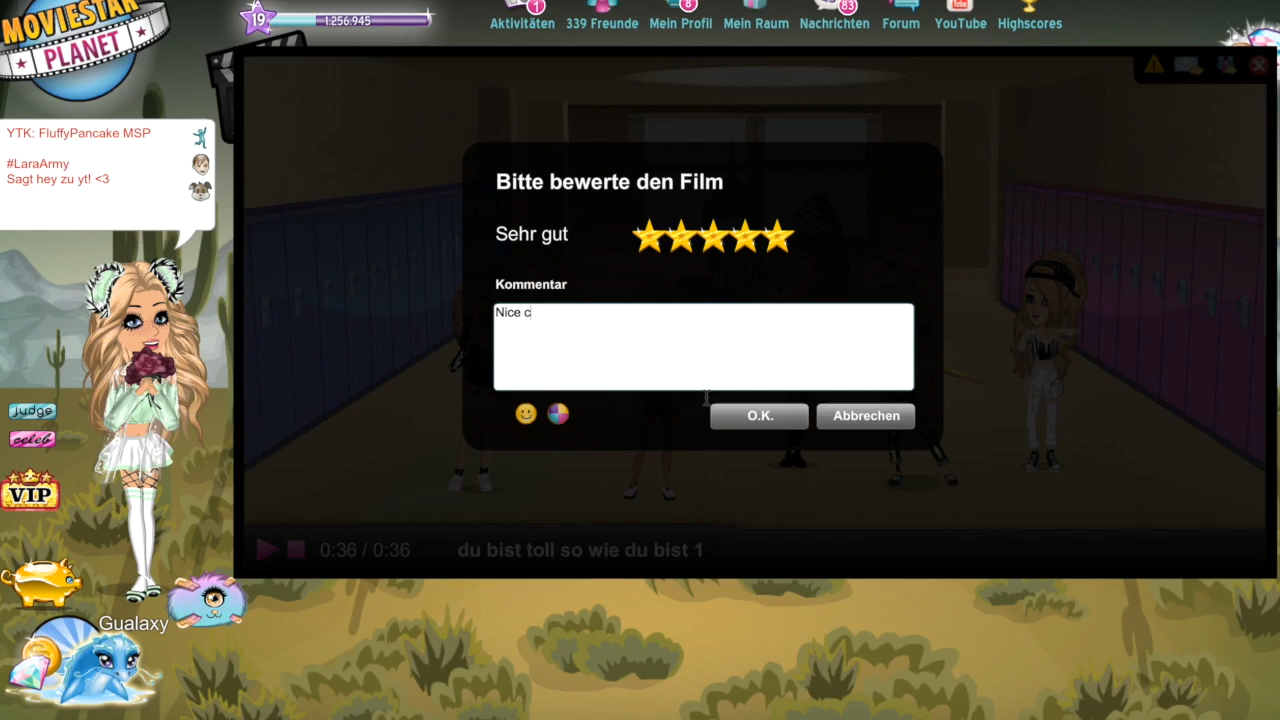 MOVIESTAR
PLANET
19
1.256.945
1
8
83
Aktivitäten
339 Freunde
Mein Profil
Mein Raum
Nachrichten
Forum
YouTube
Highscores
YTK: FluffyPancake MSP
#LaraArmy
Sagt hey zu yt! <3
Bitte bewerte den Film
Sehr gut
Kommentar
Nice c
O.K.
Abbrechen
judge
celeb
VIP
0:36 / 0:36
du bist toll so wie du bist 1
Gualaxy